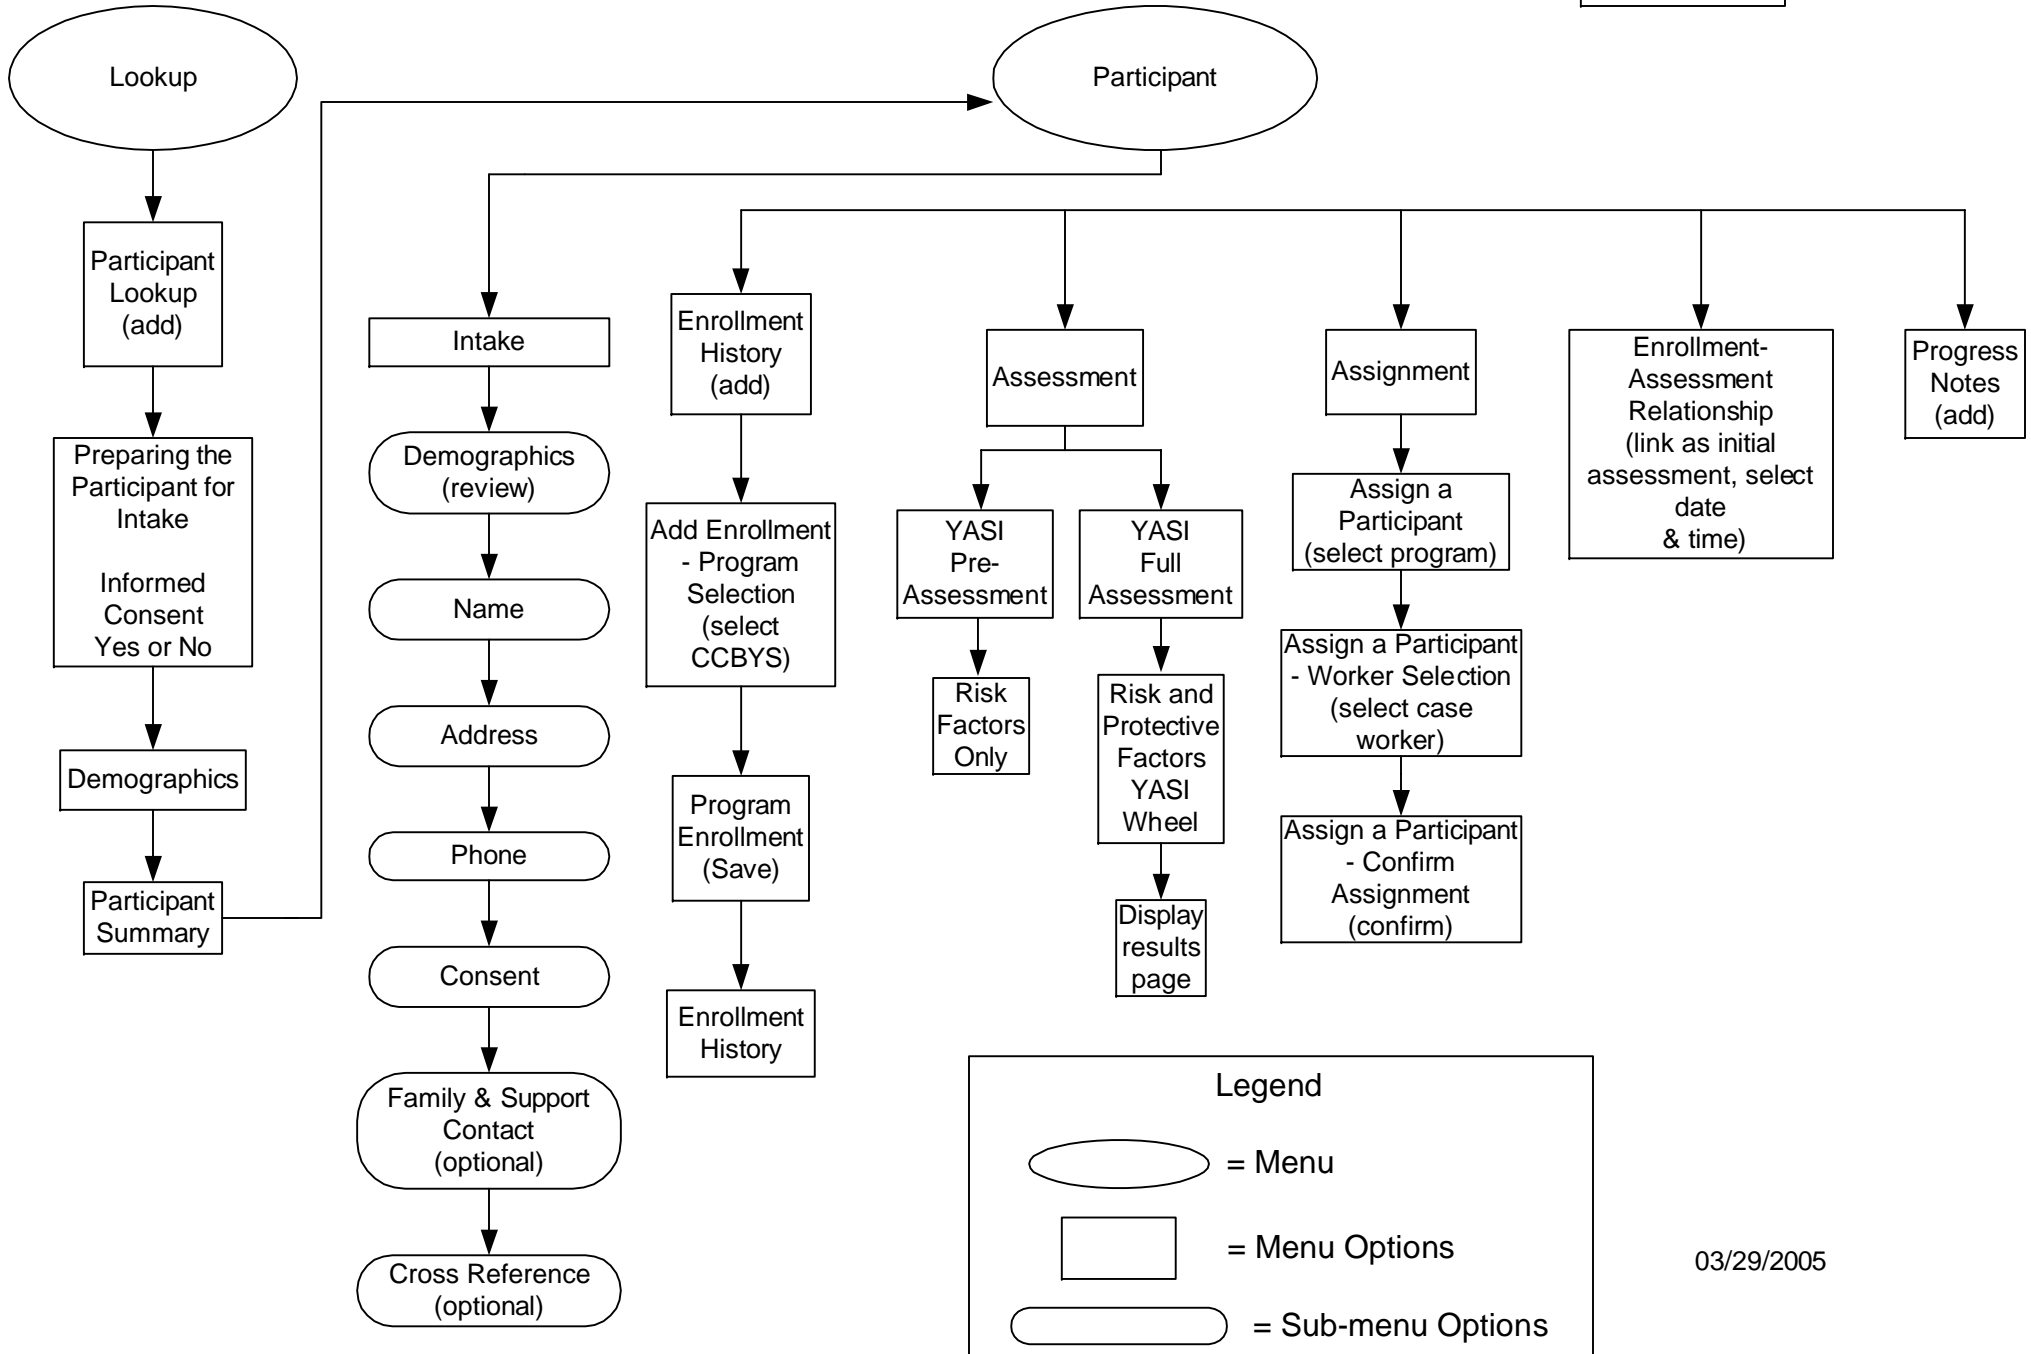 Lookup
Participant
Lookup
(add)
Preparing the
Participant for
Intake
Informed
Consent
Yes or No
Demographics
Participant
Summary
Participant
Intake
Demographics
(review)
Name
Address
Phone
Consent
Family & Support
Contact
(optional)
Cross Reference
(optional)
Enrollment
History
(add)
Add Enrollment
- Program
Selection
(select
CCBYS)
Program
Enrollment
(Save)
Enrollment
History
Assessment
YASI
Pre-
Assessment
Risk
Factors
Only
YASI
Full
Assessment
Risk and
Protective
Factors
YASI
Wheel
Display
results
page
Assignment
Assign a
Participant
(select program)
Assign a Participant
- Worker Selection
(select case
worker)
Assign a Participant
- Confirm
Assignment
(confirm)
Enrollment-
Assessment
Relationship
(link as initial
assessment, select
date
& time)
Progress
Notes
(add)
Legend
= Menu
= Menu Options
= Sub-menu Options
03/29/2005